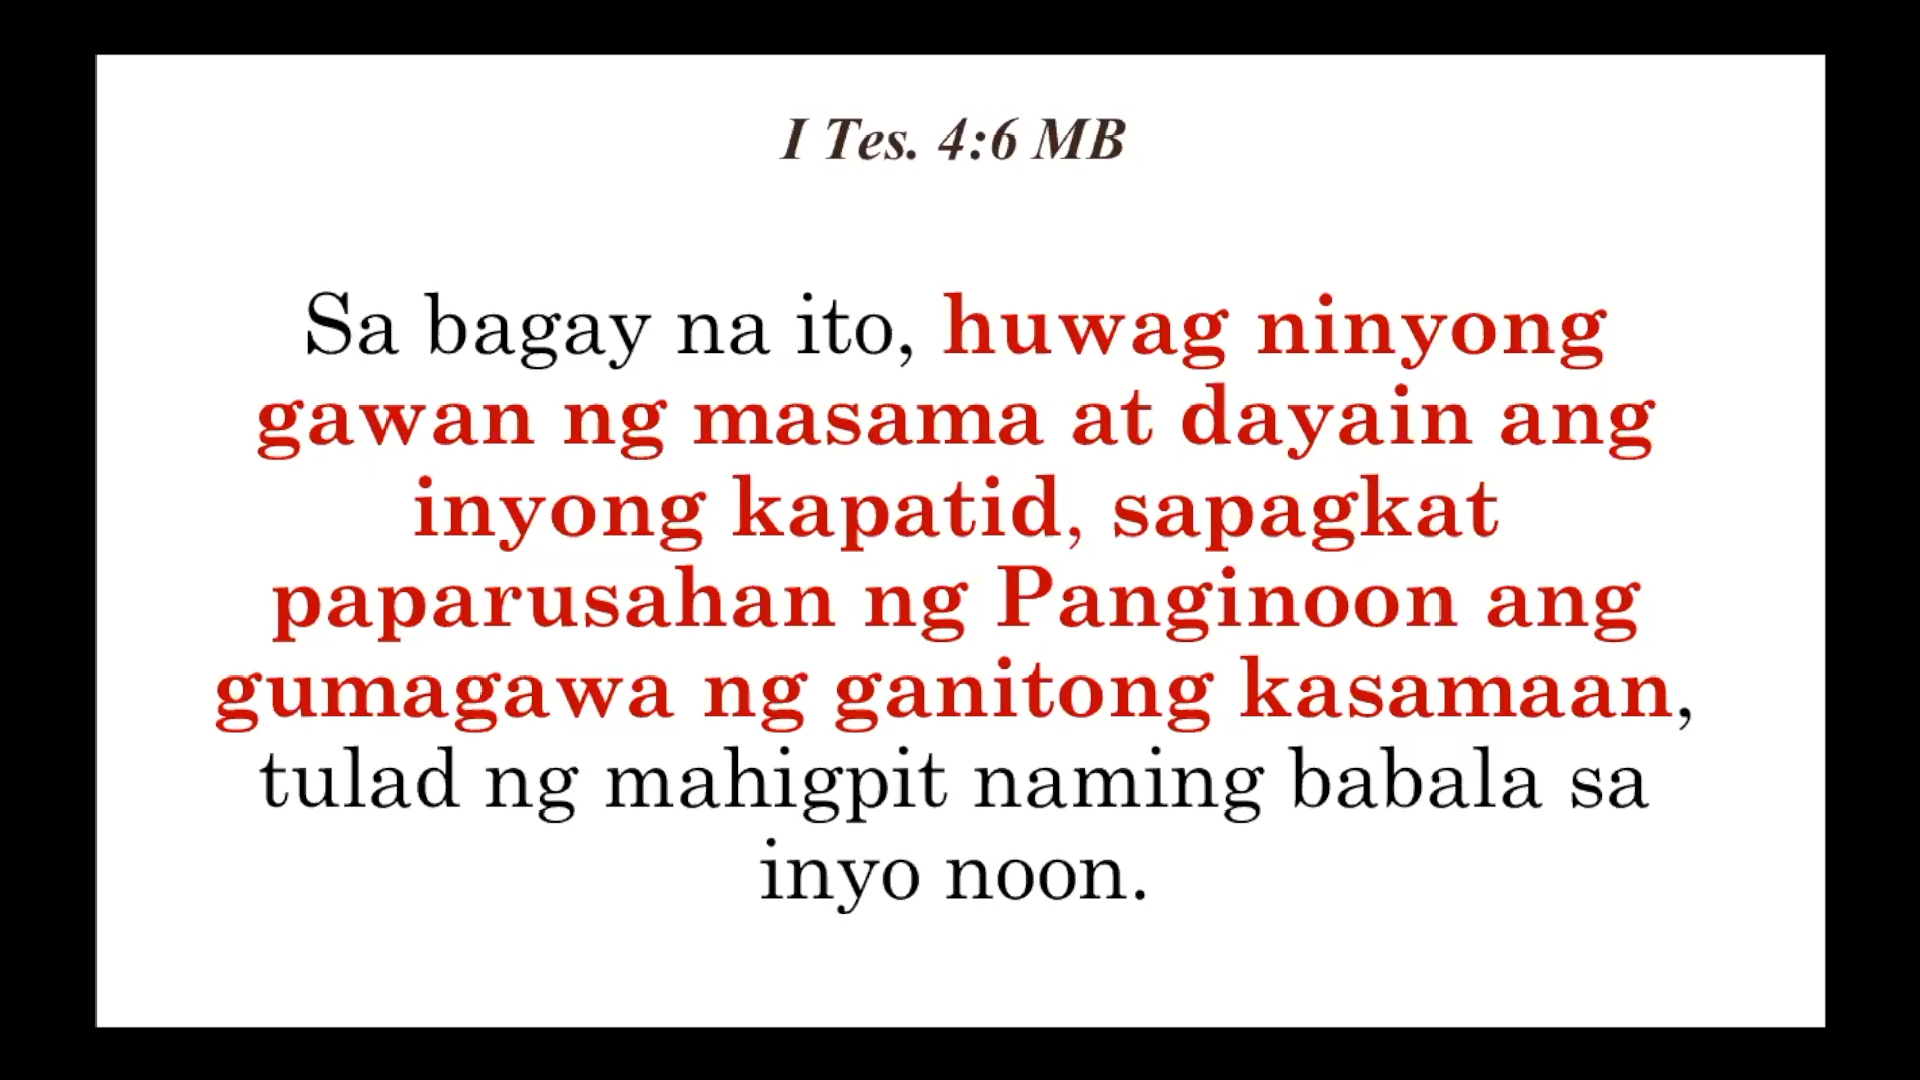 I Tes. 4:6 MB
Sa bagay na ito, huwag ninyong
gawan ng masama at dayain ang
inyong kapatid, sapagkat
paparusahan ng Panginoon ang
gumagawa ng ganitong kasamaan,
tulad ng mahigpit naming babala sa
inyo noon.